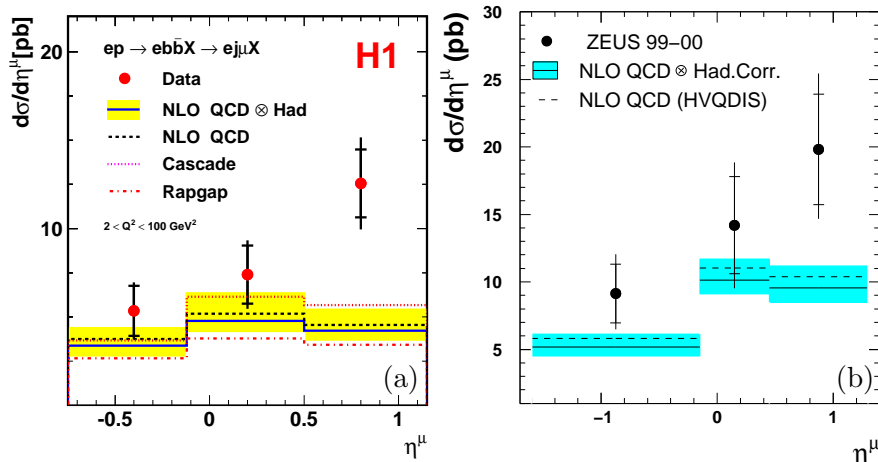 dσ/dη^μ [pb]
20
10
ep → ebb̄X → ejμX
H1
Data
NLO QCD ⊗ Had
NLO QCD
Cascade
Rapgap
2 < Q² < 100 GeV²
(a)
-0.5 0 0.5 1
η^μ
dσ/dη^μ (pb)
30
25
20
15
10
5
ZEUS 99-00
NLO QCD ⊗ Had.Corr.
NLO QCD (HVQDIS)
(b)
−1 0 1
η^μ